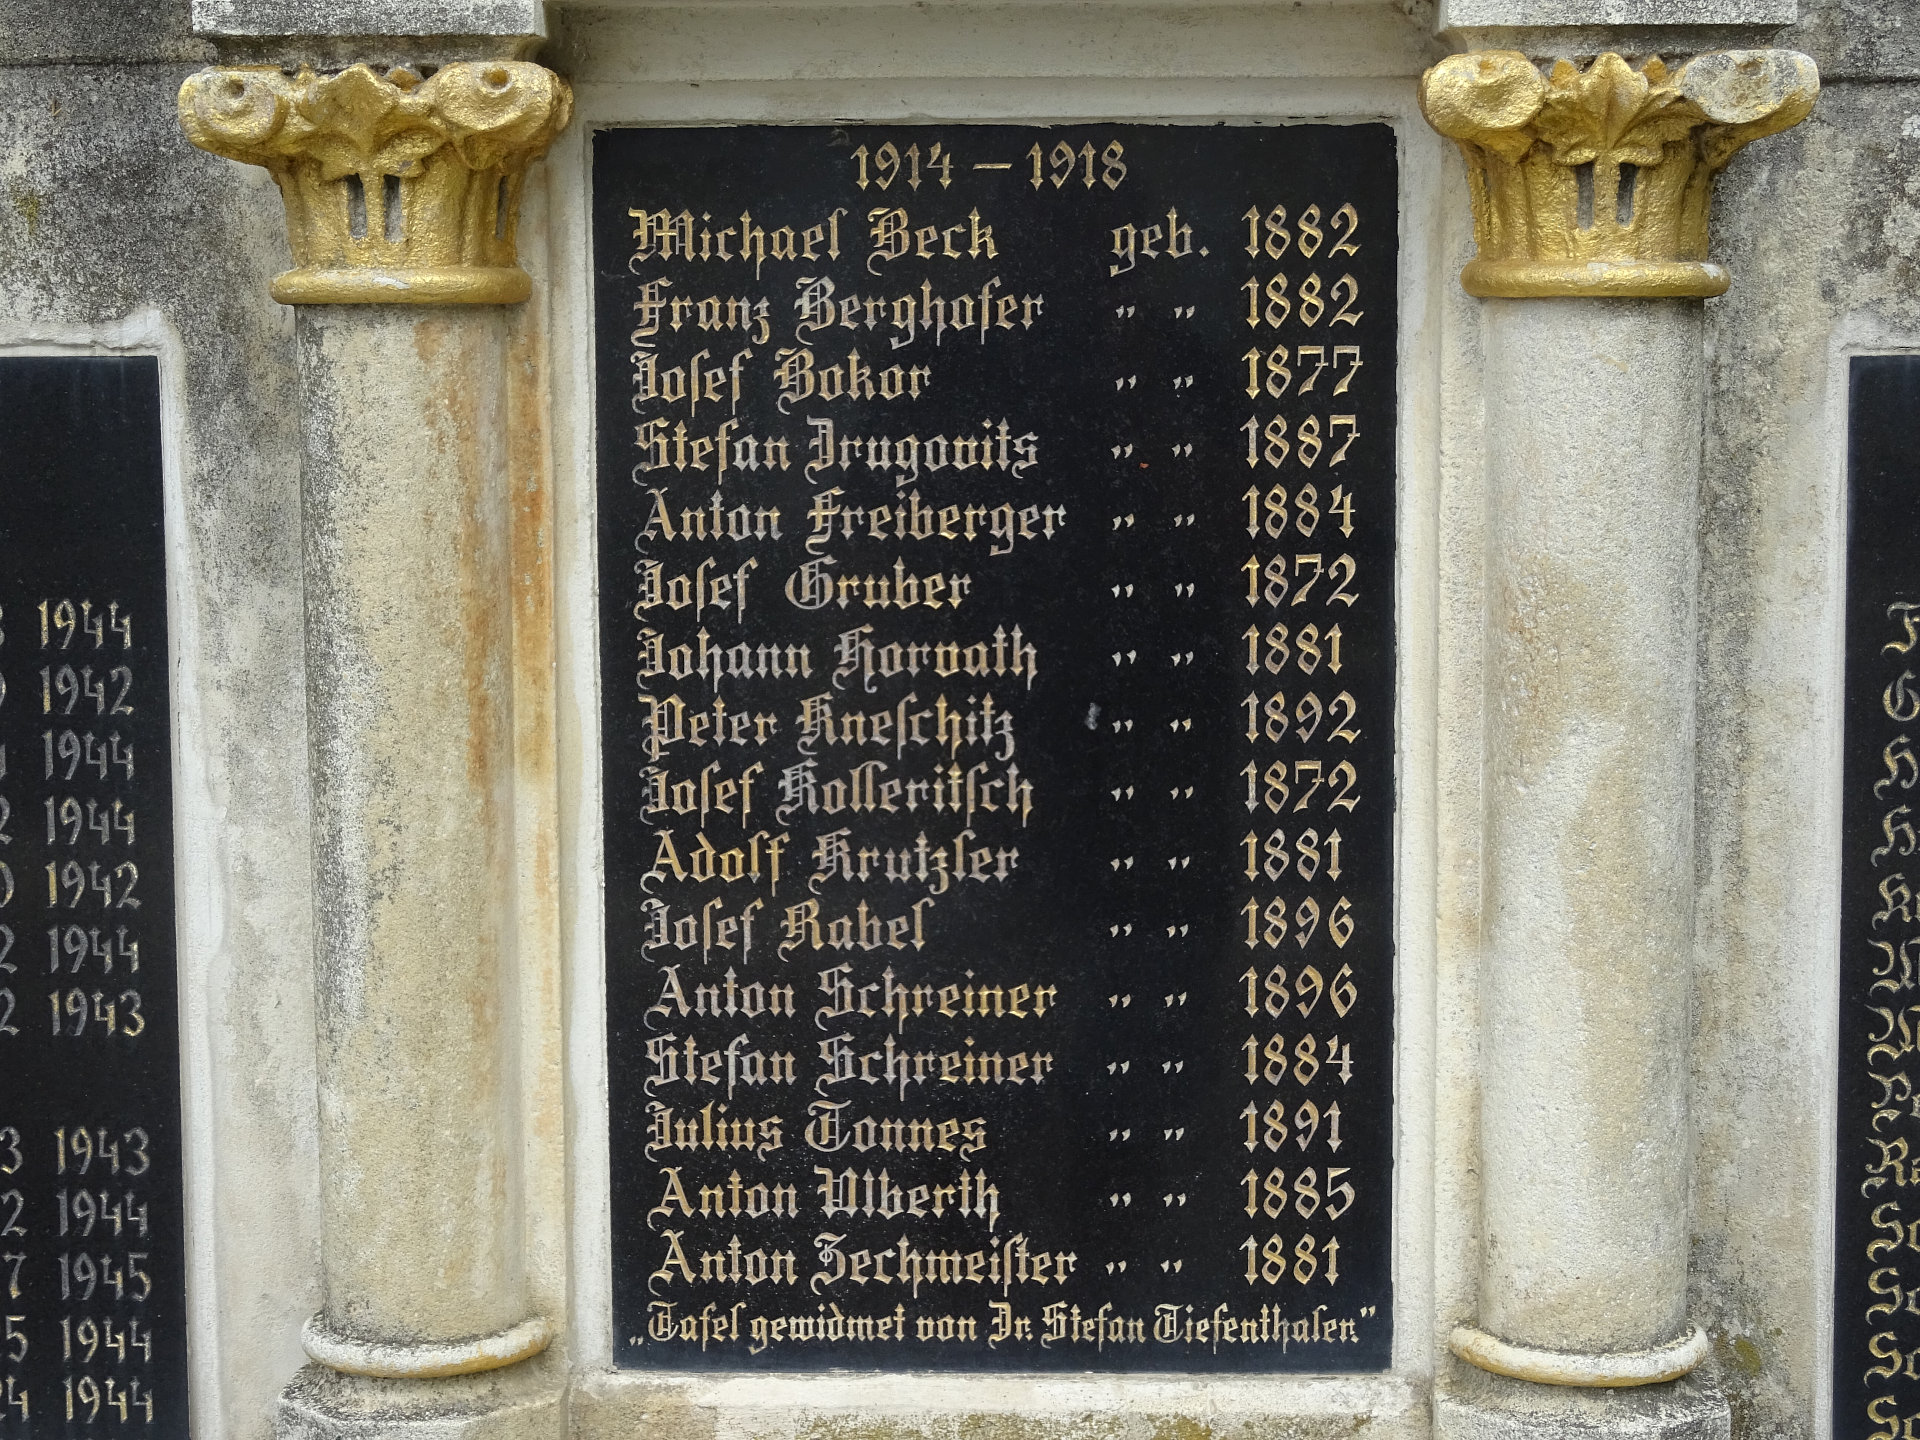 1914 – 1918
Michael Beck geb. 1882
Franz Berghofer " " 1882
Josef Bokor " " 1877
Stefan Drugovits " " 1887
Anton Freiberger " " 1884
Josef Gruber " " 1872
Johann Horvath " " 1881
Peter Kneschitz " " 1892
Josef Kolleritsch " " 1872
Adolf Krutzler " " 1881
Josef Rabel " " 1896
Anton Schreiner " " 1896
Stefan Schreiner " " 1884
Julius Tonnes " " 1891
Anton Ulberth " " 1885
Anton Zechmeister " " 1881
„Tafel gewidmet von Dr. Stefan Tiefenthaler."
1944
1942
1944
1944
1942
1944
1943
1943
1944
1945
1944
1944